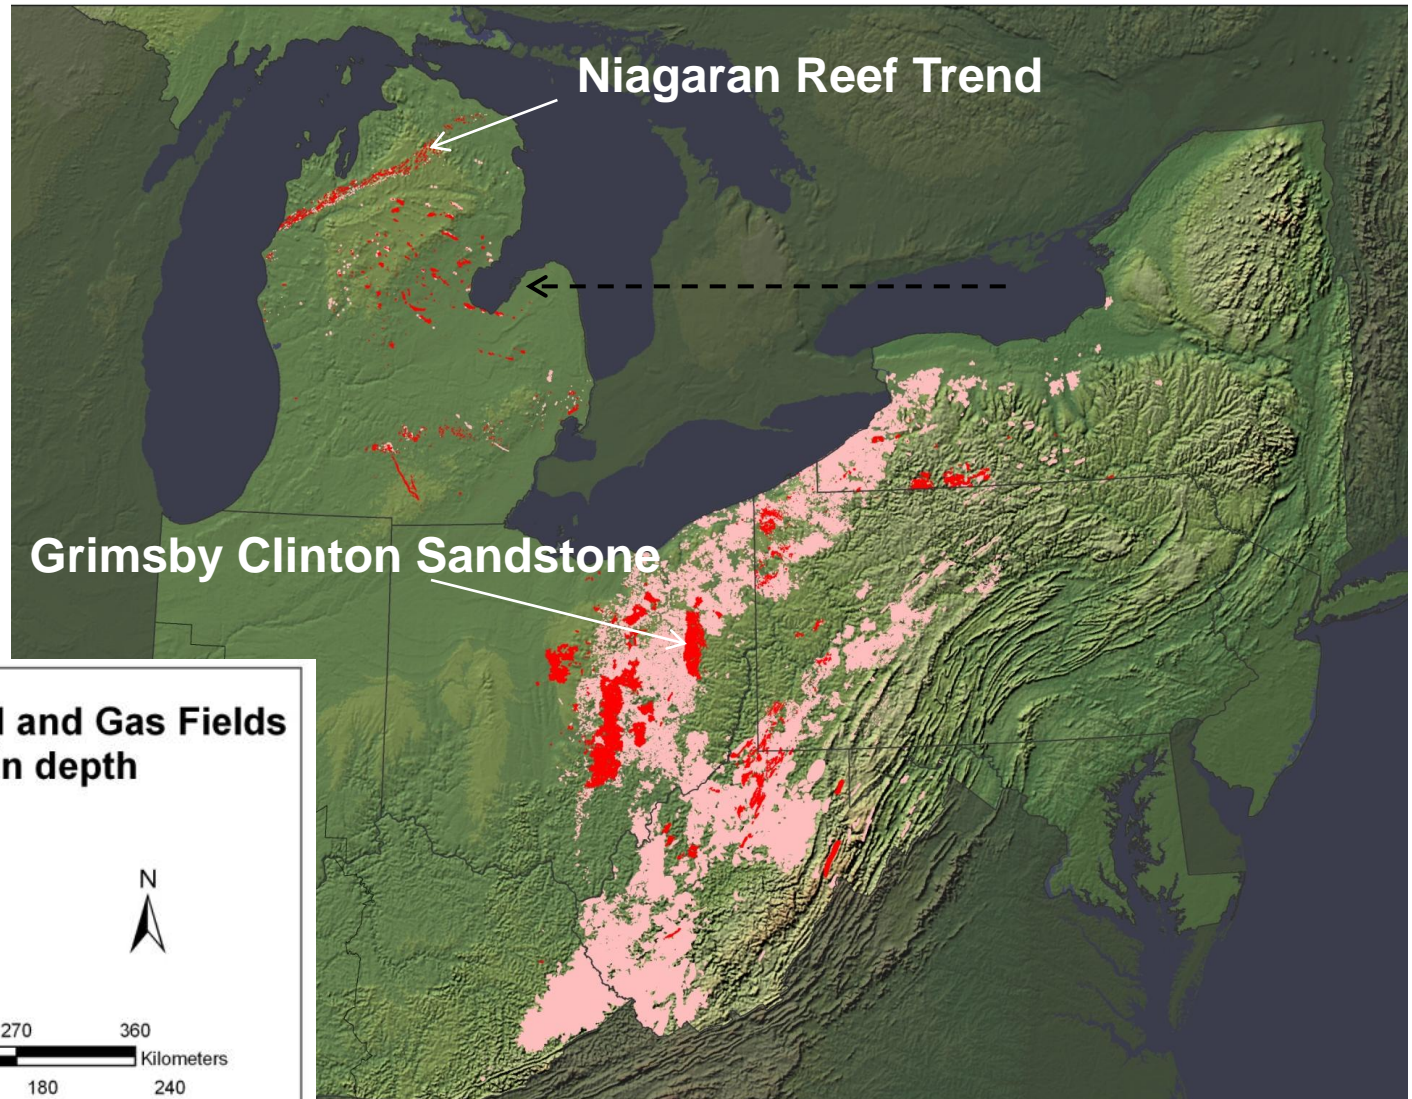 Niagaran Reef Trend
Grimsby Clinton Sandstone
and Gas Fields
depth
N
270 360
Kilometers
180 240